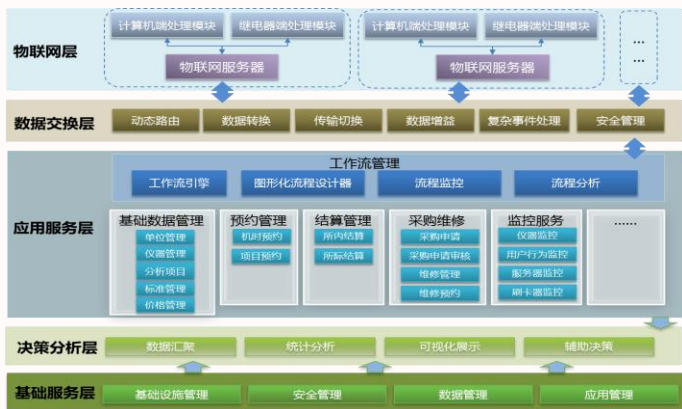 物联网层
计算机端处理模块 继电器端处理模块 计算机端处理模块 继电器端处理模块
物联网服务器 物联网服务器
...
...
数据交换层
动态路由 数据转换 传输切换 数据增益 复杂事件处理 安全管理
应用服务层
工作流管理
工作流引擎 图形化流程设计器 流程监控 流程分析
基础数据管理
单位管理
仪器管理
分析项目
标准管理
价格管理
预约管理
机时预约
项目预约
结算管理
所内结算
所际结算
采购维修
采购申请
采购申请审核
维修管理
维修预约
监控服务
仪器监控
用户行为监控
服务器监控
刷卡器监控
......
决策分析层
数据汇聚 统计分析 可视化展示 辅助决策
基础服务层
基础设施管理 安全管理 数据管理 应用管理